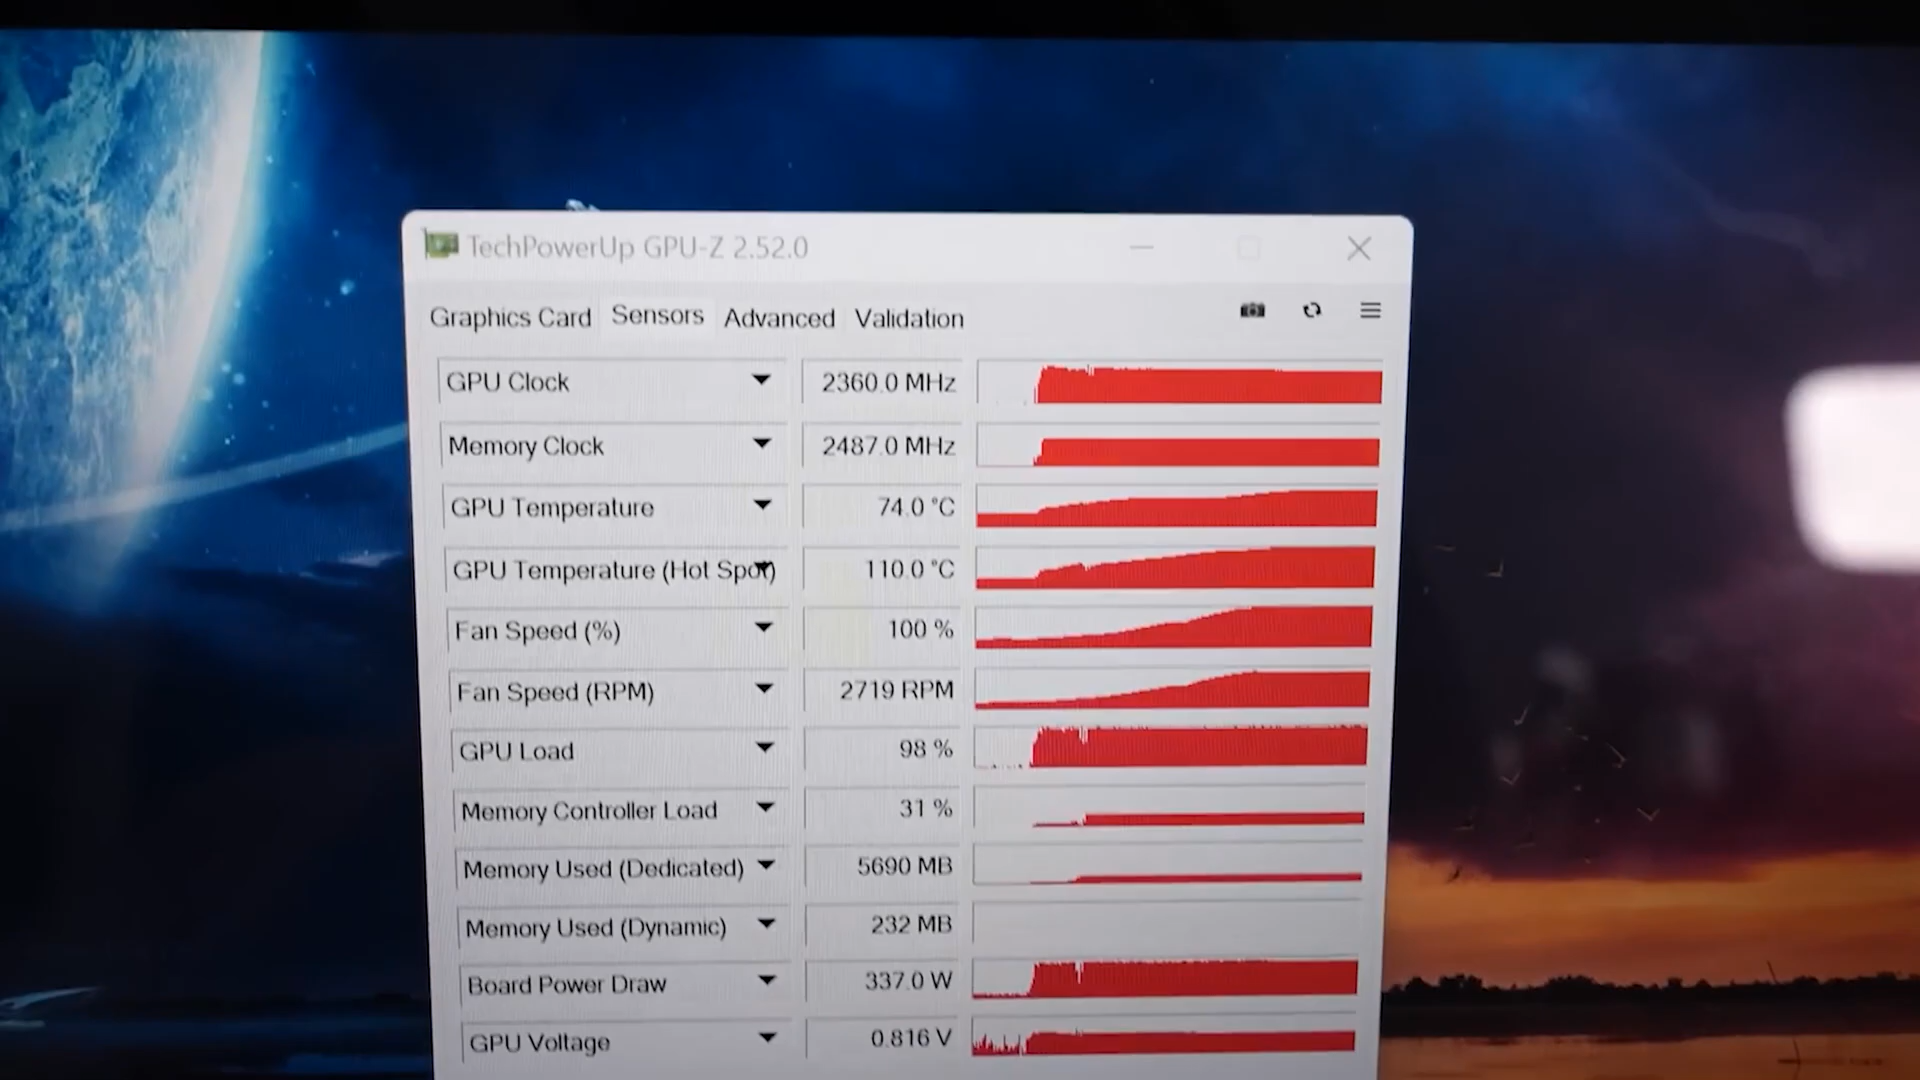 TechPowerUp GPU-Z 2.52.0
Graphics Card Sensors Advanced Validation
GPU Clock 2360.0 MHz
Memory Clock 2487.0 MHz
GPU Temperature 74.0 °C
GPU Temperature (Hot Spot) 110.0 °C
Fan Speed (%) 100 %
Fan Speed (RPM) 2719 RPM
GPU Load 98 %
Memory Controller Load 31 %
Memory Used (Dedicated) 5690 MB
Memory Used (Dynamic) 232 MB
Board Power Draw 337.0 W
GPU Voltage 0.816 V